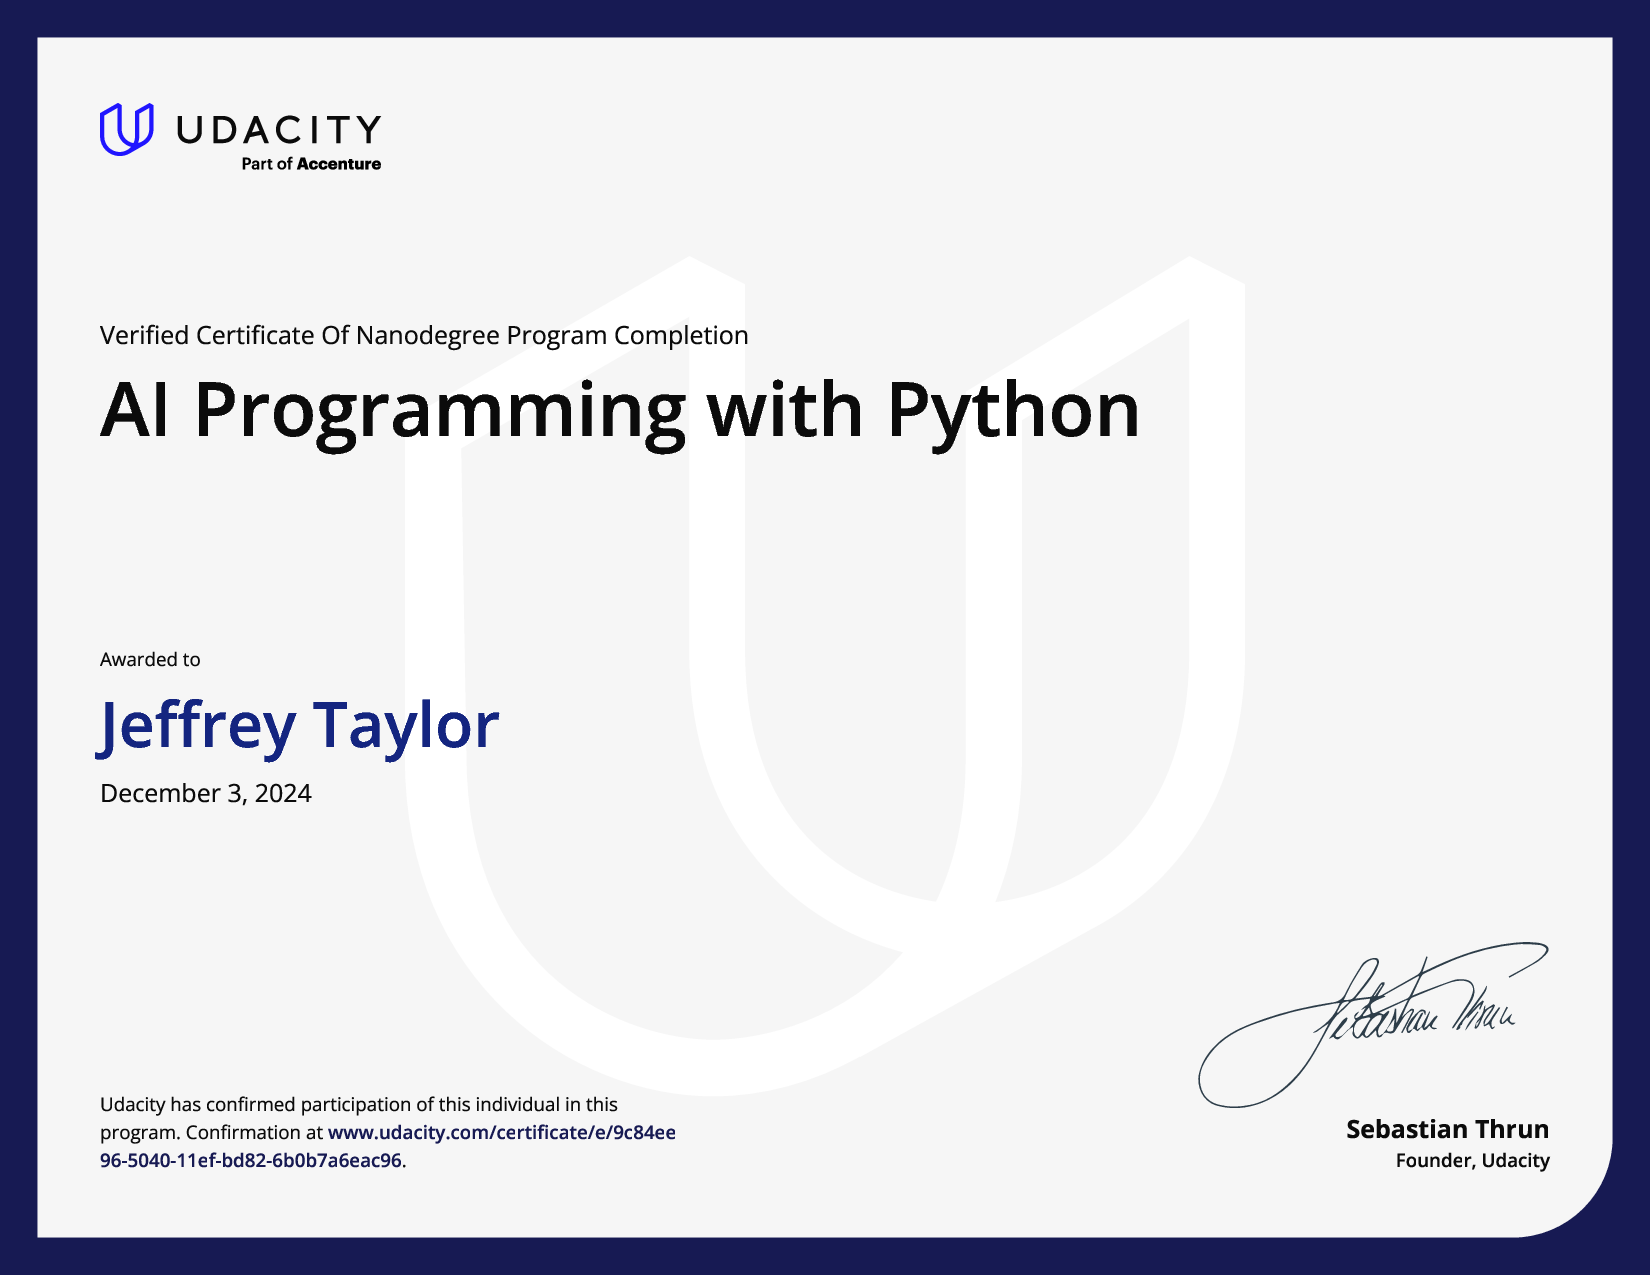 UDACITY
Part of Accenture
Verified Certificate Of Nanodegree Program Completion
AI Programming with Python
Awarded to
Jeffrey Taylor
December 3, 2024
Sebastian Thrun
Udacity has confirmed participation of this individual in this
program. Confirmation at www.udacity.com/certificate/e/9c84ee
96-5040-11ef-bd82-6b0b7a6eac96.
Sebastian Thrun
Founder, Udacity